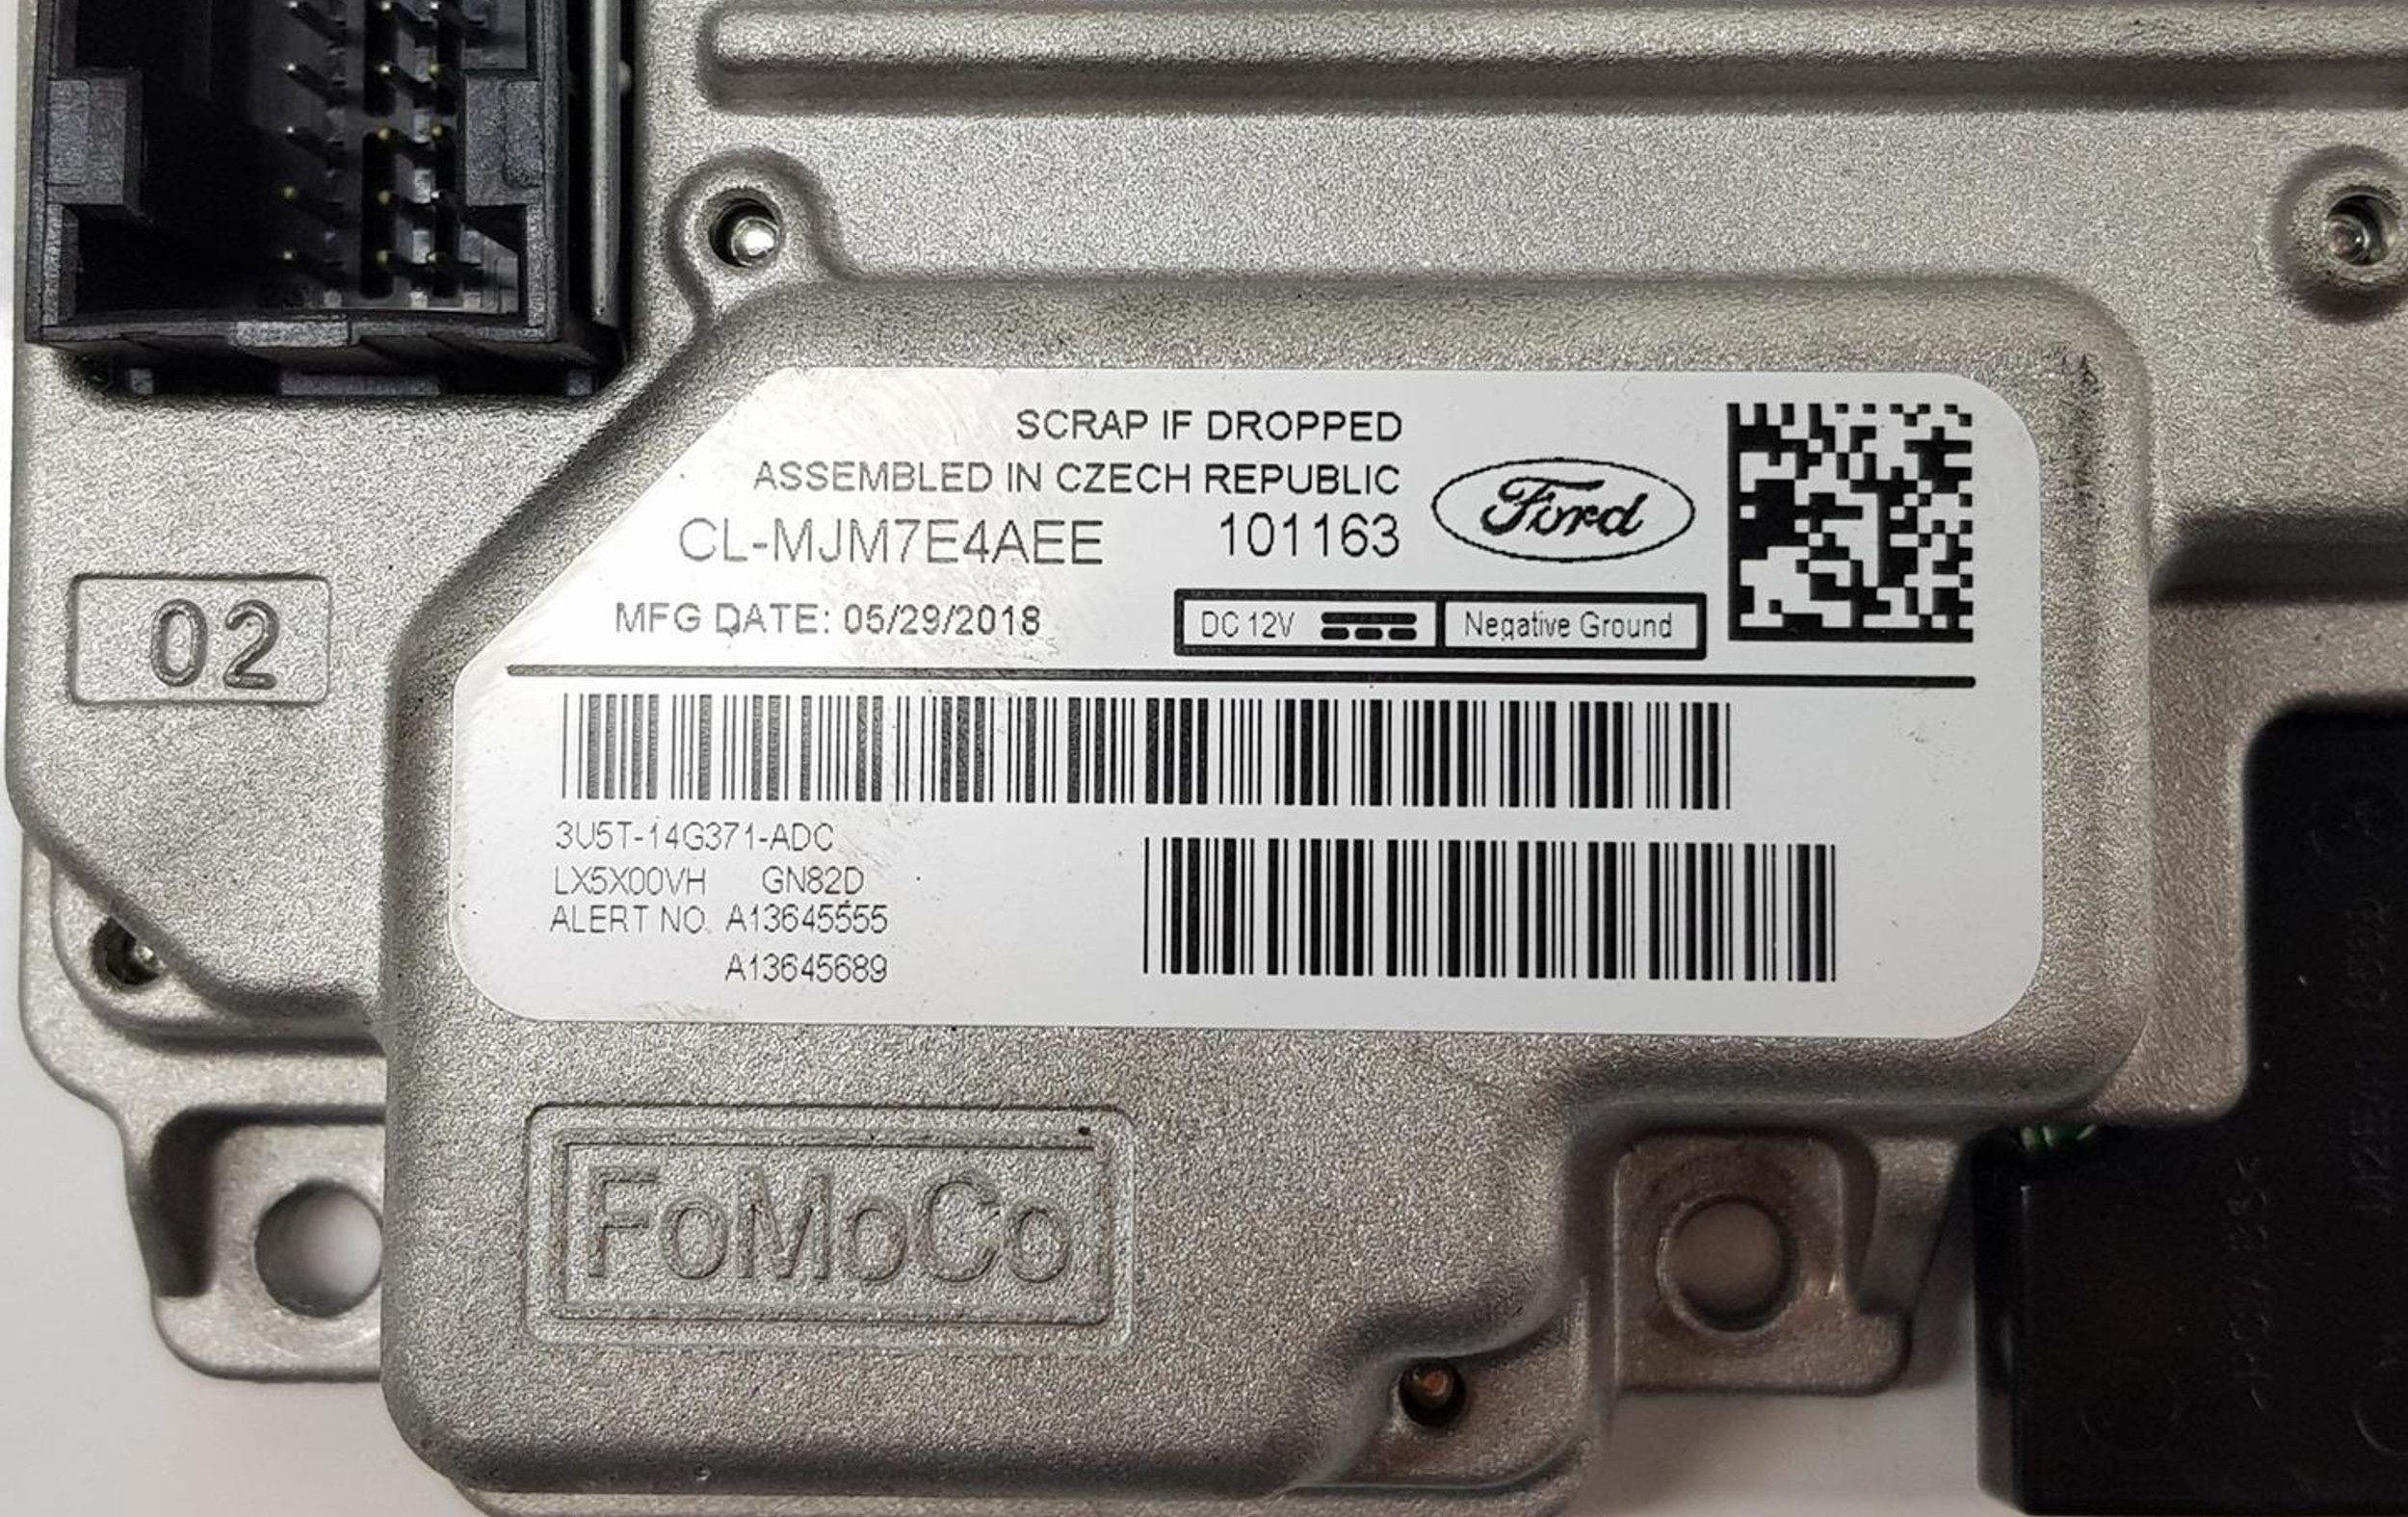 SCRAP IF DROPPED
ASSEMBLED IN CZECH REPUBLIC
CL-MJM7E4AEE 101163
Ford
MFG DATE: 05/29/2018
DC 12V Negative Ground
02
3U5T-14G371-ADC
LX5X00VH GN82D
ALERT NO. A13645555
A13645689
FoMoCo